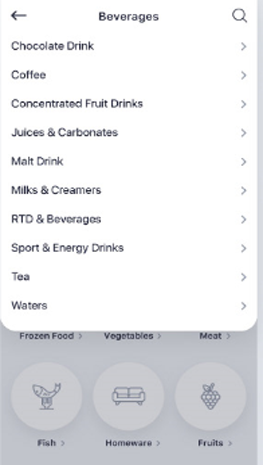 Beverages
Chocolate Drink
Coffee
Concentrated Fruit Drinks
Juices & Carbonates
Malt Drink
Milks & Creamers
RTD & Beverages
Sport & Energy Drinks
Tea
Waters
Frozen Food Vegetables Meat
Fish Homeware Fruits